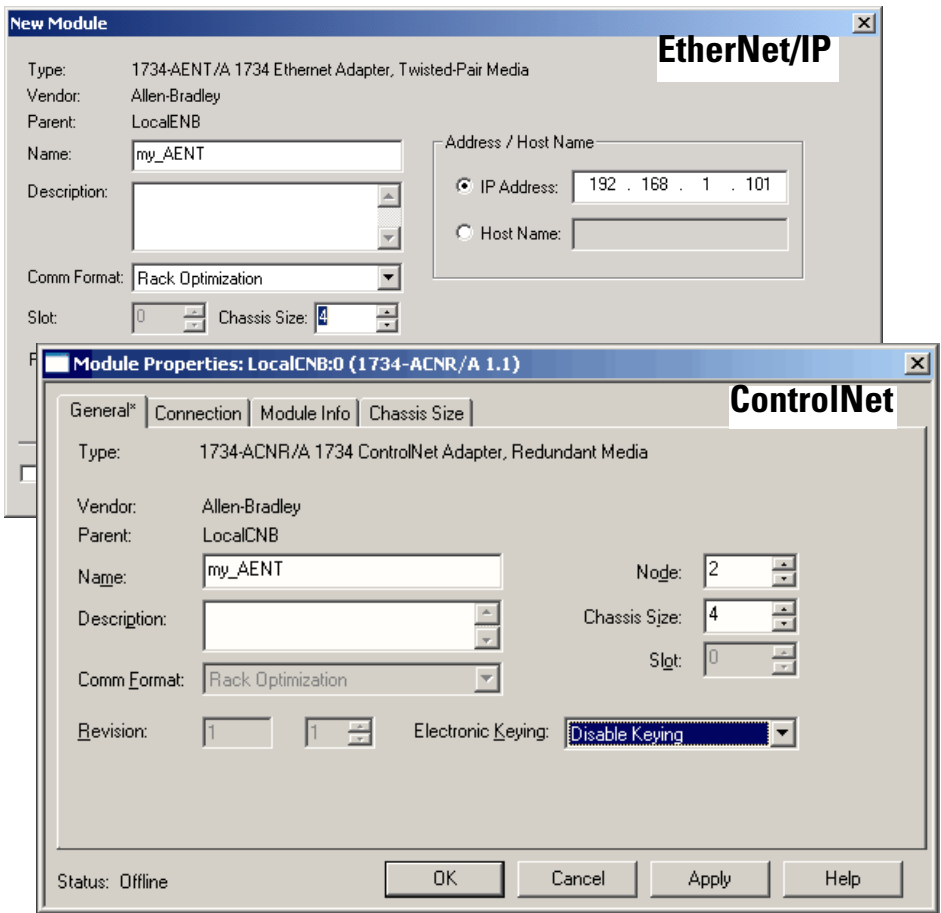 New Module
EtherNet/IP
Type: 1734-AENT/A 1734 Ethernet Adapter, Twisted-Pair Media
Vendor: Allen-Bradley
Parent: LocalENB
Name: my_AENT
Address / Host Name
Description:
IP Address: 192 . 168 . 1 . 101
Host Name:
Comm Format: Rack Optimization
Slot: 0 Chassis Size: 4
Module Properties: LocalCNB:0 (1734-ACNR/A 1.1)
ControlNet
General* Connection Module Info Chassis Size
Type: 1734-ACNR/A 1734 ControlNet Adapter, Redundant Media
Vendor: Allen-Bradley
Parent: LocalCNB
Name: my_AENT Node: 2
Description: Chassis Size: 4
Slot: 0
Comm Format: Rack Optimization
Revision: 1 1 Electronic Keying: Disable Keying
Status: Offline OK Cancel Apply Help